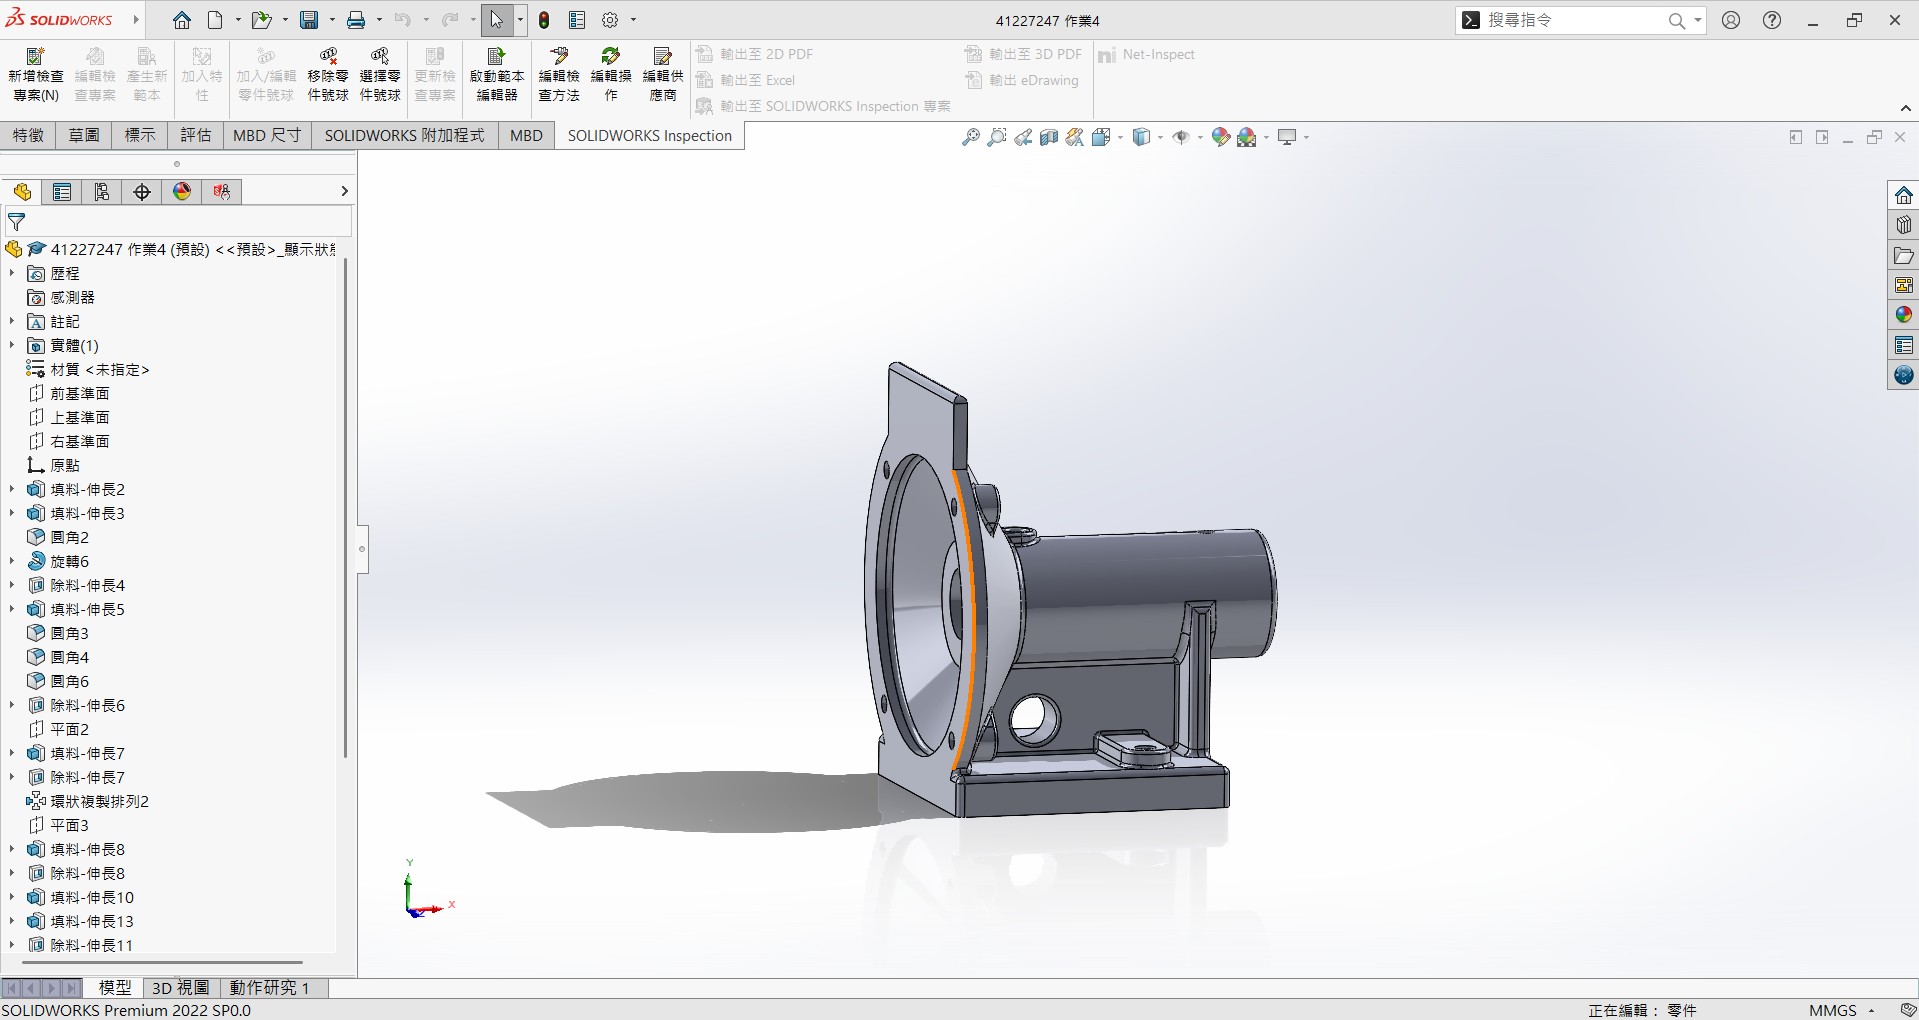 SOLIDWORKS
41227247 作業4
搜尋指令
新增檢查專案(N)
編輯檢查專案
產生新範本
加入特性
加入/編輯零件號球
移除零件號球
選擇零件號球
更新檢查專案
啟動範本編輯器
編輯檢查方法
編輯操作
編輯供應商
輸出至 2D PDF
輸出至 Excel
輸出至 SOLIDWORKS Inspection 專案
輸出至 3D PDF
輸出 eDrawing
Net-Inspect
特徵 草圖 標示 評估 MBD 尺寸 SOLIDWORKS 附加程式 MBD SOLIDWORKS Inspection
41227247 作業4 (預設) <<預設>_顯示狀
歷程
感測器
註記
實體(1)
材質 <未指定>
前基準面
上基準面
右基準面
原點
填料-伸長2
填料-伸長3
圓角2
旋轉6
除料-伸長4
填料-伸長5
圓角3
圓角4
圓角6
除料-伸長6
平面2
填料-伸長7
除料-伸長7
環狀複製排列2
平面3
填料-伸長8
除料-伸長8
填料-伸長10
填料-伸長13
除料-伸長11
Y
X
模型 3D 視圖 動作研究 1
SOLIDWORKS Premium 2022 SP0.0
正在編輯： 零件
MMGS